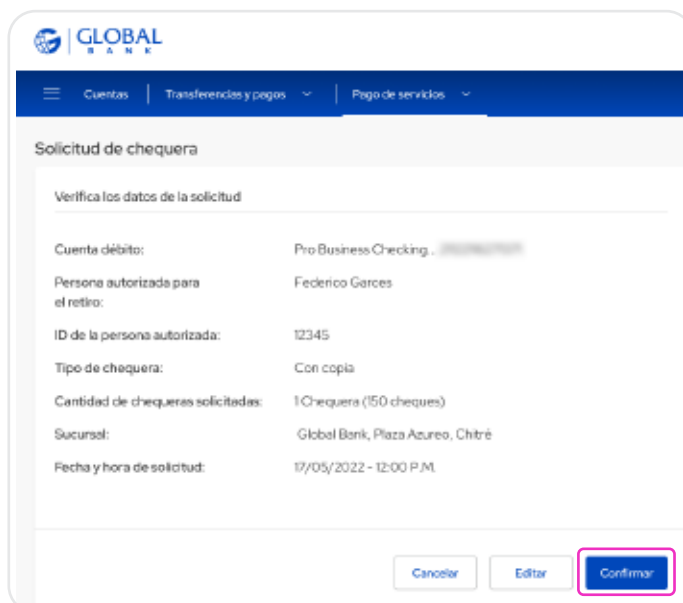 GLOBAL
BANK
Cuentas Transferencias y pagos Pago de servicios
Solicitud de chequera
Verifica los datos de la solicitud
Cuenta débito: Pro Business Checking..
Persona autorizada para Federico Garces
el retiro:
ID de la persona autorizada: 12345
Tipo de chequera: Con copia
Cantidad de chequeras solicitadas: 1 Chequera (150 cheques)
Sucursal: Global Bank, Plaza Azureo, Chitré
Fecha y hora de solicitud: 17/05/2022 - 12:00 P.M.
Cancelar Editar Confirmar